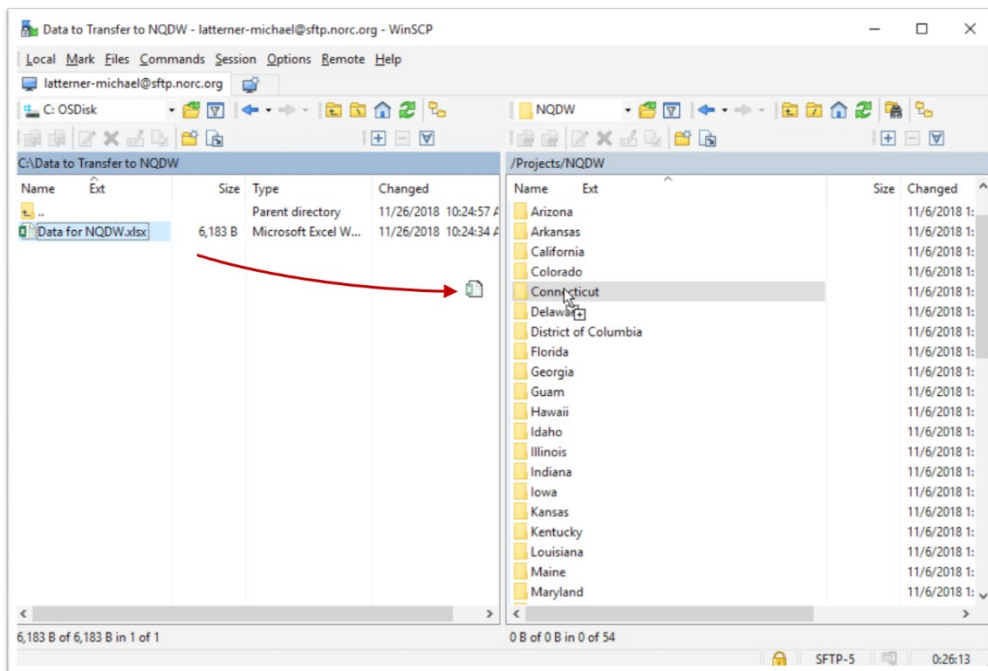 Data to Transfer to NQDW - latterner-michael@sftp.norc.org - WinSCP
Local Mark Files Commands Session Options Remote Help
latterner-michael@sftp.norc.org
C: OSDisk
NQDW
C:\Data to Transfer to NQDW
/Projects/NQDW
Name Ext Size Type Changed
Name Ext Size Changed
.. Parent directory 11/26/2018 10:24:57 A
Data for NQDW.xlsx 6,183 B Microsoft Excel W... 11/26/2018 10:24:34 A
Arizona 11/6/2018 1:
Arkansas 11/6/2018 1:
California 11/6/2018 1:
Colorado 11/6/2018 1:
Connecticut 11/6/2018 1:
Delaware 11/6/2018 1:
District of Columbia 11/6/2018 1:
Florida 11/6/2018 1:
Georgia 11/6/2018 1:
Guam 11/6/2018 1:
Hawaii 11/6/2018 1:
Idaho 11/6/2018 1:
Illinois 11/6/2018 1:
Indiana 11/6/2018 1:
Iowa 11/6/2018 1:
Kansas 11/6/2018 1:
Kentucky 11/6/2018 1:
Louisiana 11/6/2018 1:
Maine 11/6/2018 1:
Maryland 11/6/2018 1:
6,183 B of 6,183 B in 1 of 1
0 B of 0 B in 0 of 54
SFTP-5 0:26:13